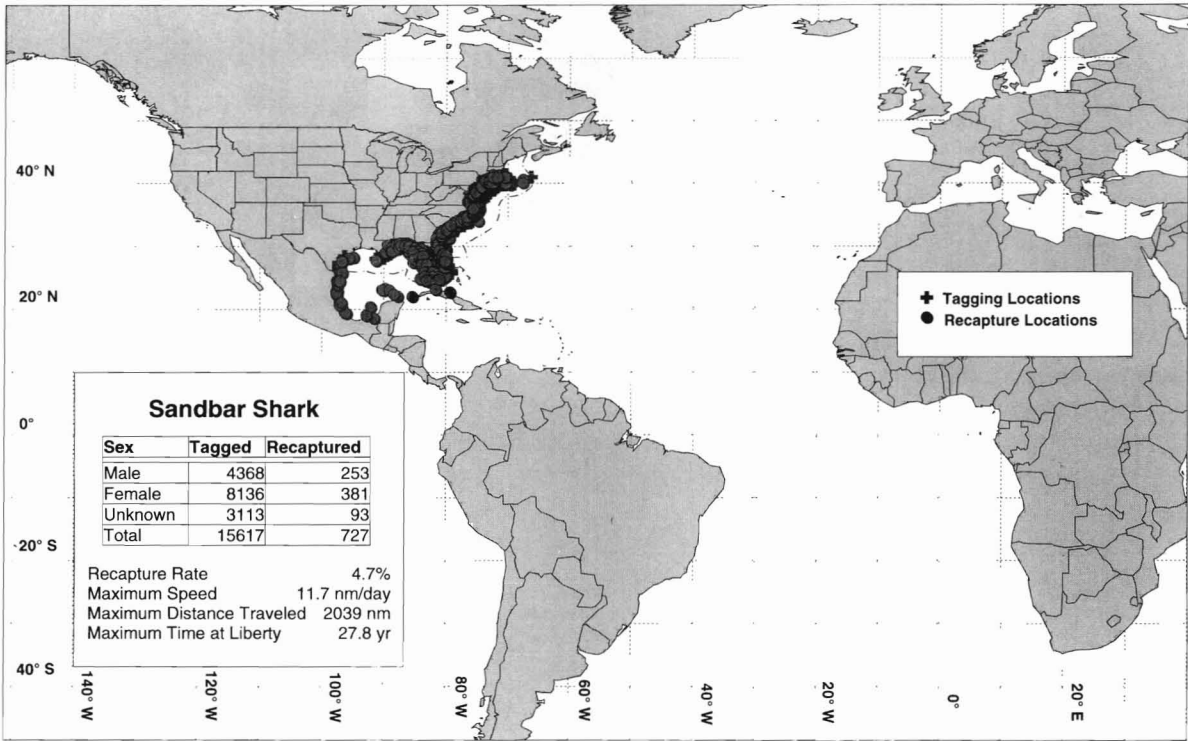 40° N
20° N
0°
20° S
40° S
Tagging Locations
Recapture Locations
Sandbar Shark
Sex Tagged Recaptured
Male 4368 253
Female 8136 381
Unknown 3113 93
Total 15617 727
Recapture Rate 4.7%
Maximum Speed 11.7 nm/day
Maximum Distance Traveled 2039 nm
Maximum Time at Liberty 27.8 yr
140° W 120° W 100° W 80° W 60° W 40° W 20° W 0° 20° E